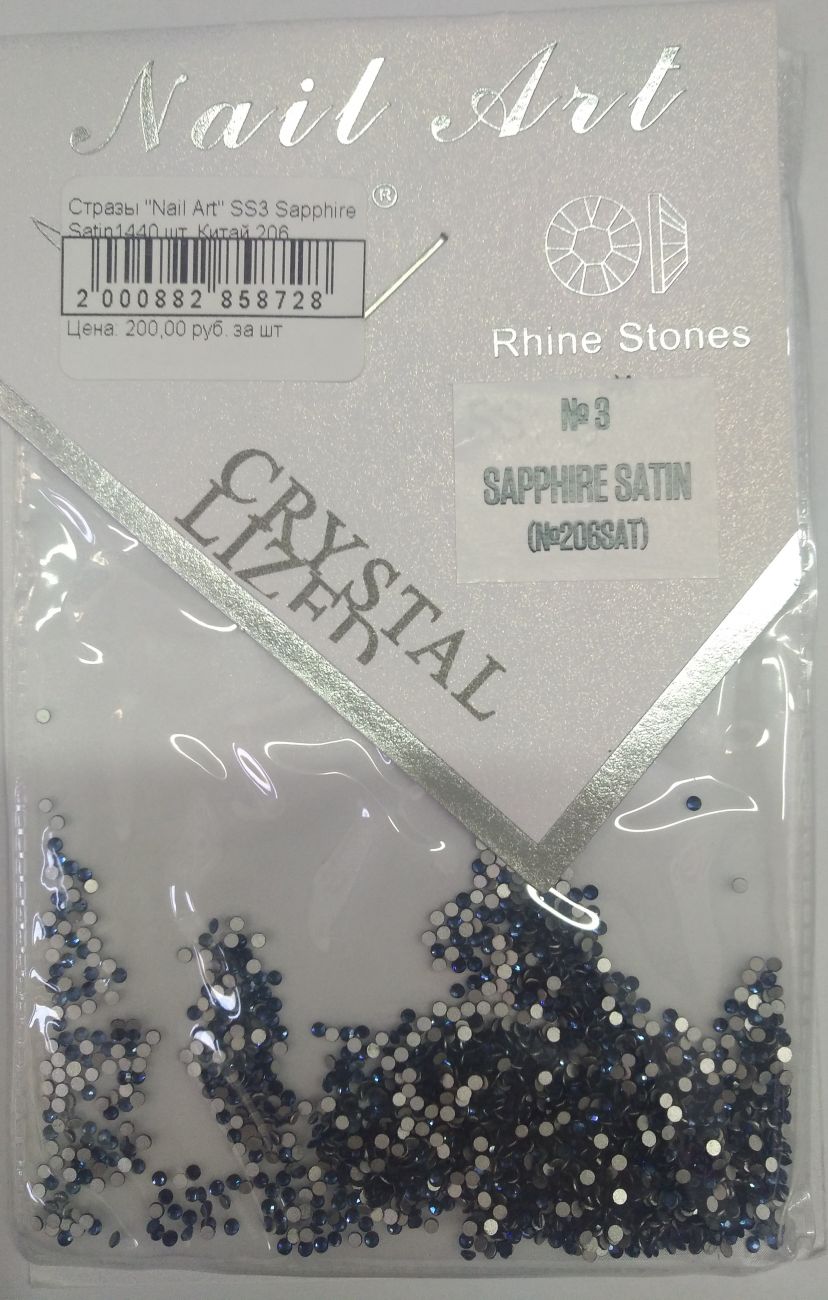 Nail Art
®
Стразы "Nail Art" SS3 Sapphire
Satin1440 шт. Китай 206
2 000882 858728
Цена: 200,00 руб. за шт
Rhine Stones
№ 3
SAPPHIRE SATIN
(№206SAT)
CRYSTAL
LIZED